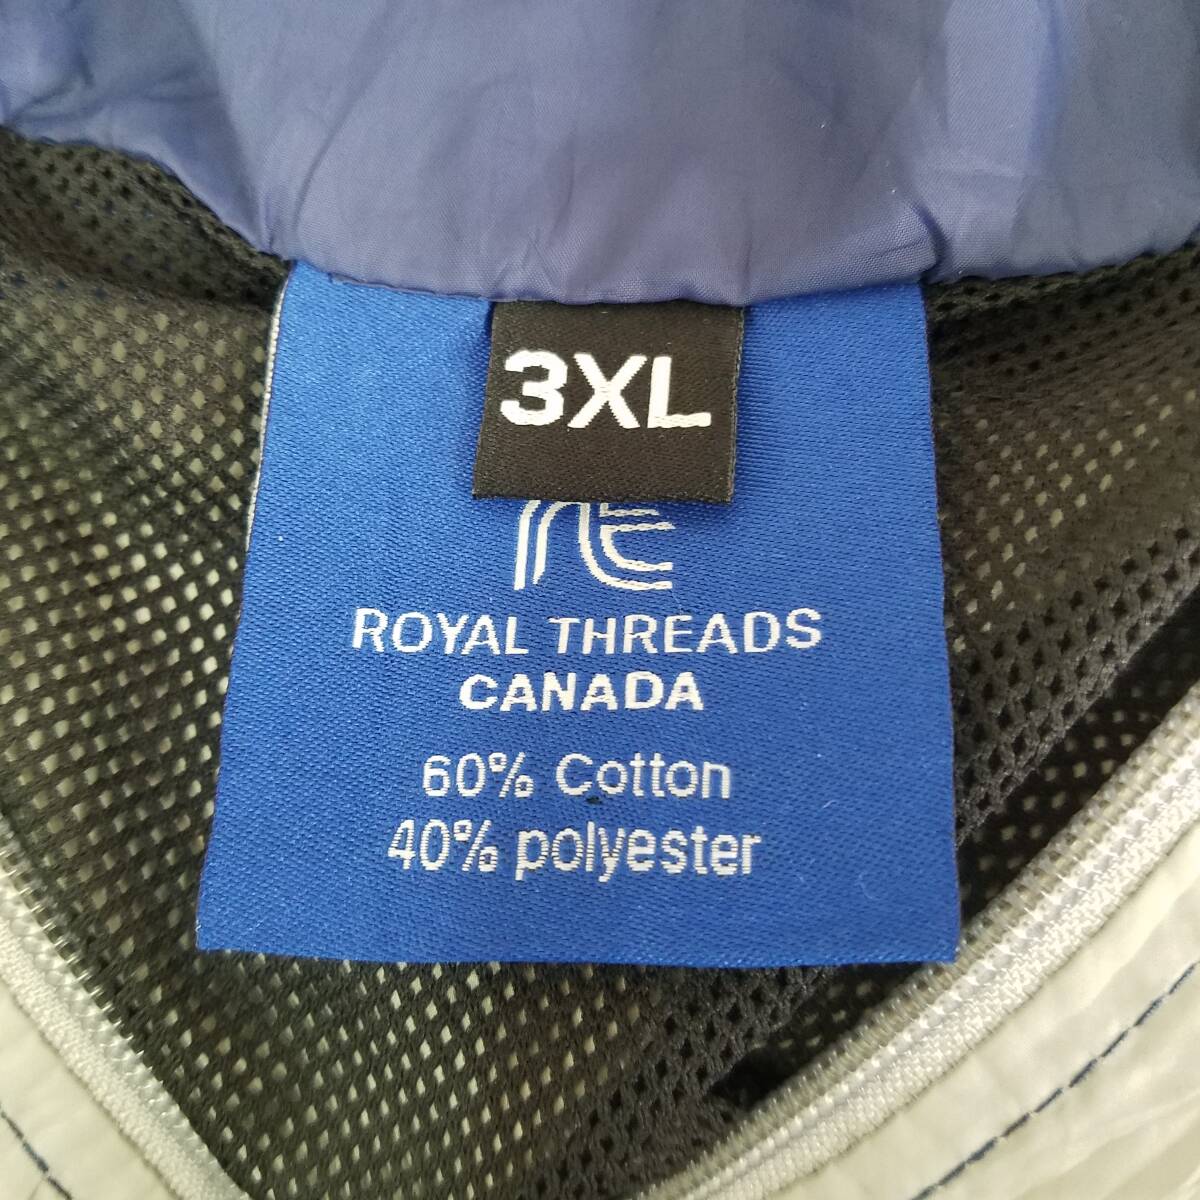 3XL
ROYAL THREADS
CANADA
60% Cotton
40% polyester